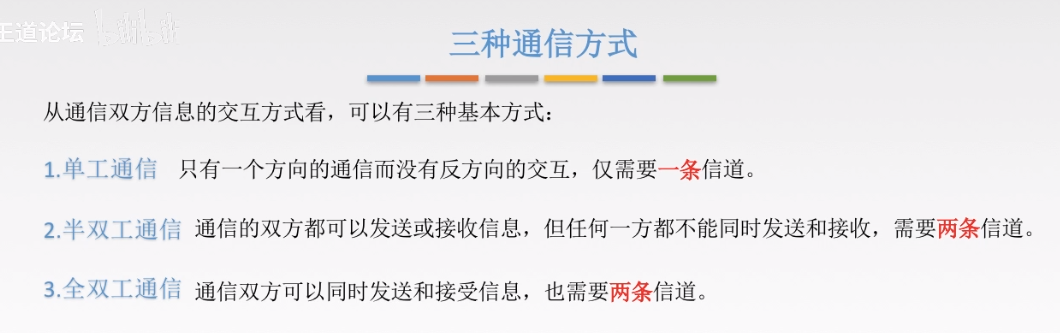 王道论坛
三种通信方式
从通信双方信息的交互方式看，可以有三种基本方式：
1.单工通信 只有一个方向的通信而没有反方向的交互，仅需要一条信道。
2.半双工通信 通信的双方都可以发送或接收信息，但任何一方都不能同时发送和接收，需要两条信道。
3.全双工通信 通信双方可以同时发送和接受信息，也需要两条信道。